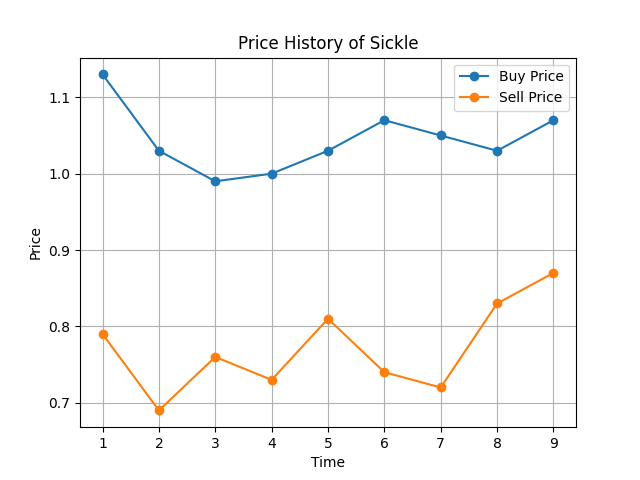 Price History of Sickle
Buy Price
Sell Price
1.1
1.0
0.9
0.8
0.7
Price
1 2 3 4 5 6 7 8 9
Time